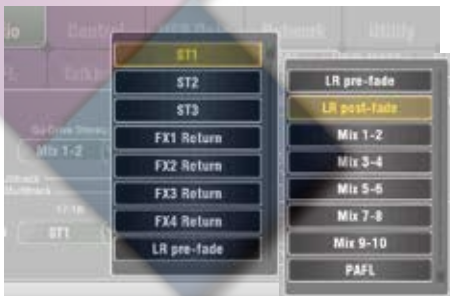 Control
Network
Utility
ST1
ST2
ST3
FX1 Return
FX2 Return
FX3 Return
FX4 Return
LR pre-fade
LR pre-fade
LR post-fade
Mix 1-2
Mix 3-4
Mix 5-6
Mix 7-8
Mix 9-10
PAFL
Mix 1-2
ST1